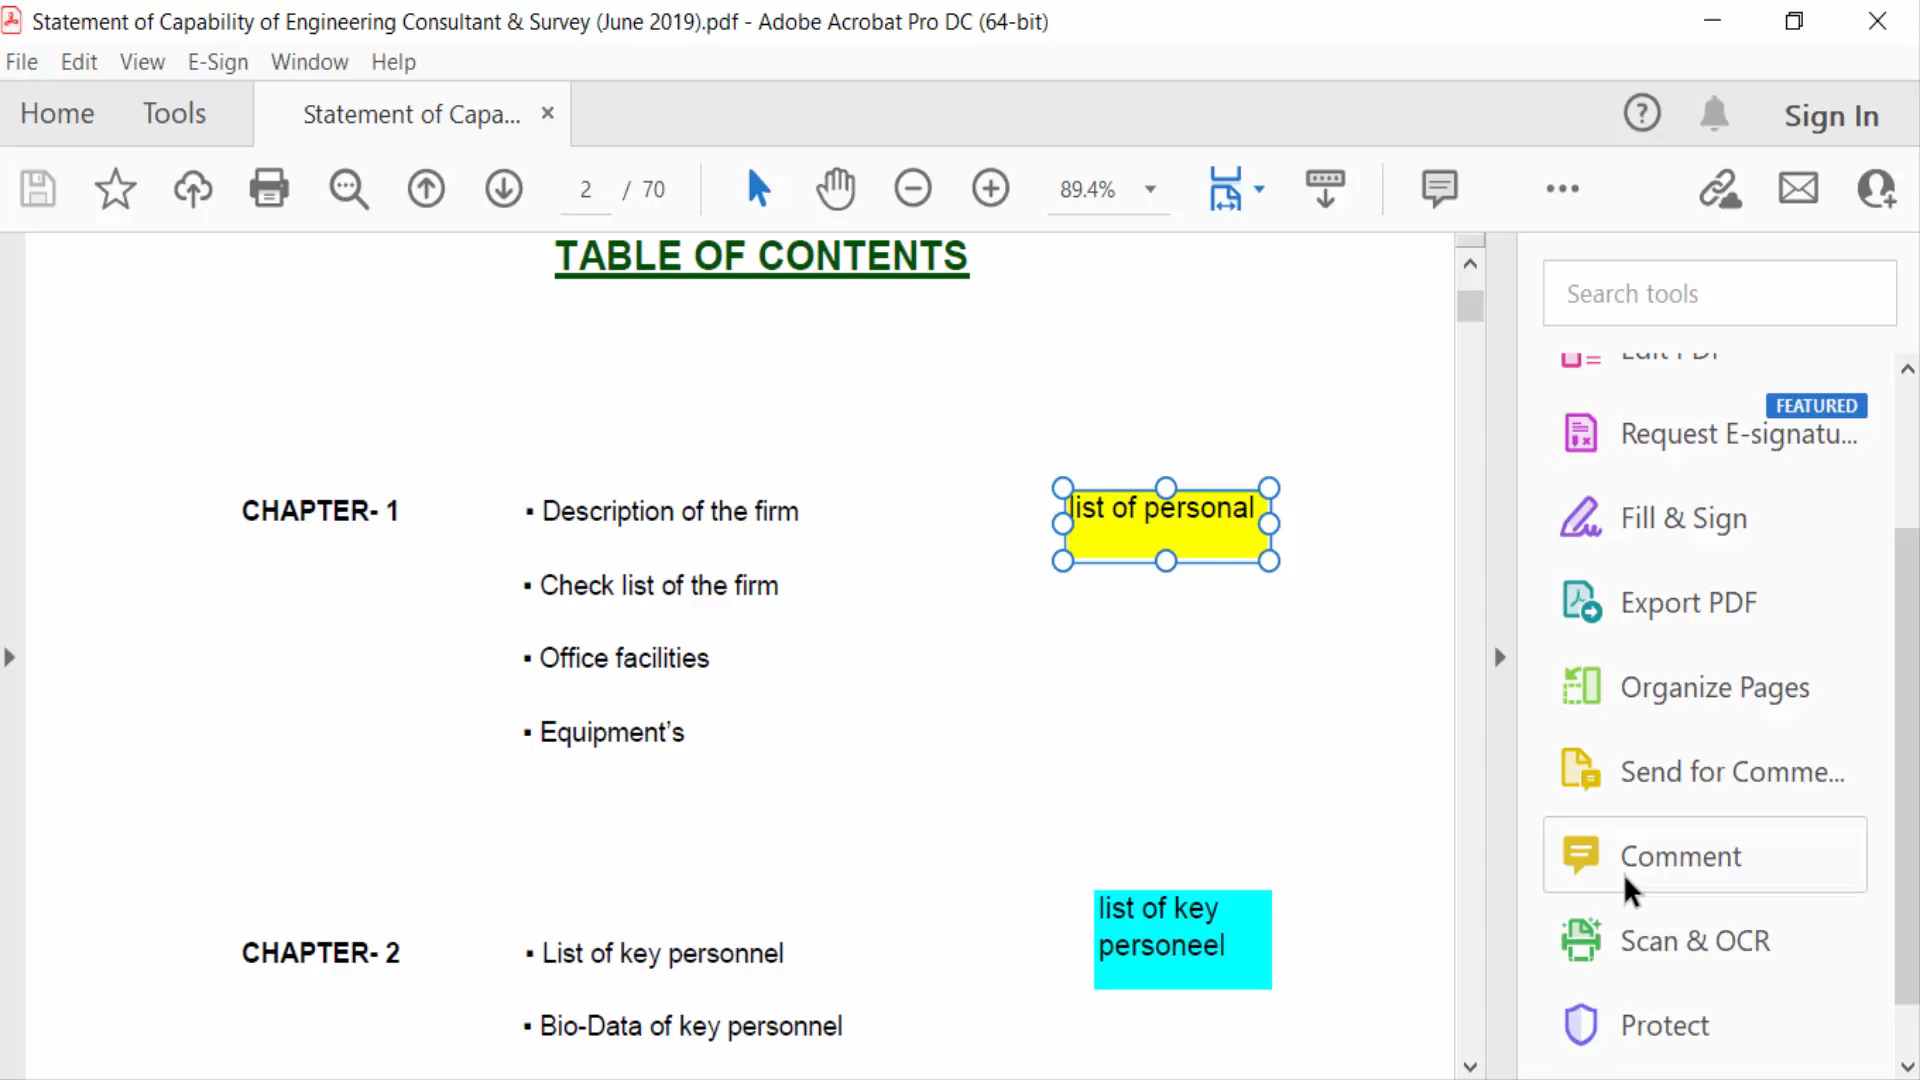 Statement of Capability of Engineering Consultant & Survey (June 2019).pdf - Adobe Acrobat Pro DC (64-bit)
File Edit View E-Sign Window Help
Home Tools Statement of Capa... × Sign In
2 / 70 89.4%
TABLE OF CONTENTS
Search tools
Edit PDF
FEATURED
Request E-signatu...
CHAPTER- 1 ▪ Description of the firm list of personal
Fill & Sign
▪ Check list of the firm
Export PDF
▪ Office facilities
Organize Pages
▪ Equipment’s
Send for Comme...
Comment
list of key
personeel
CHAPTER- 2 ▪ List of key personnel
Scan & OCR
▪ Bio-Data of key personnel
Protect